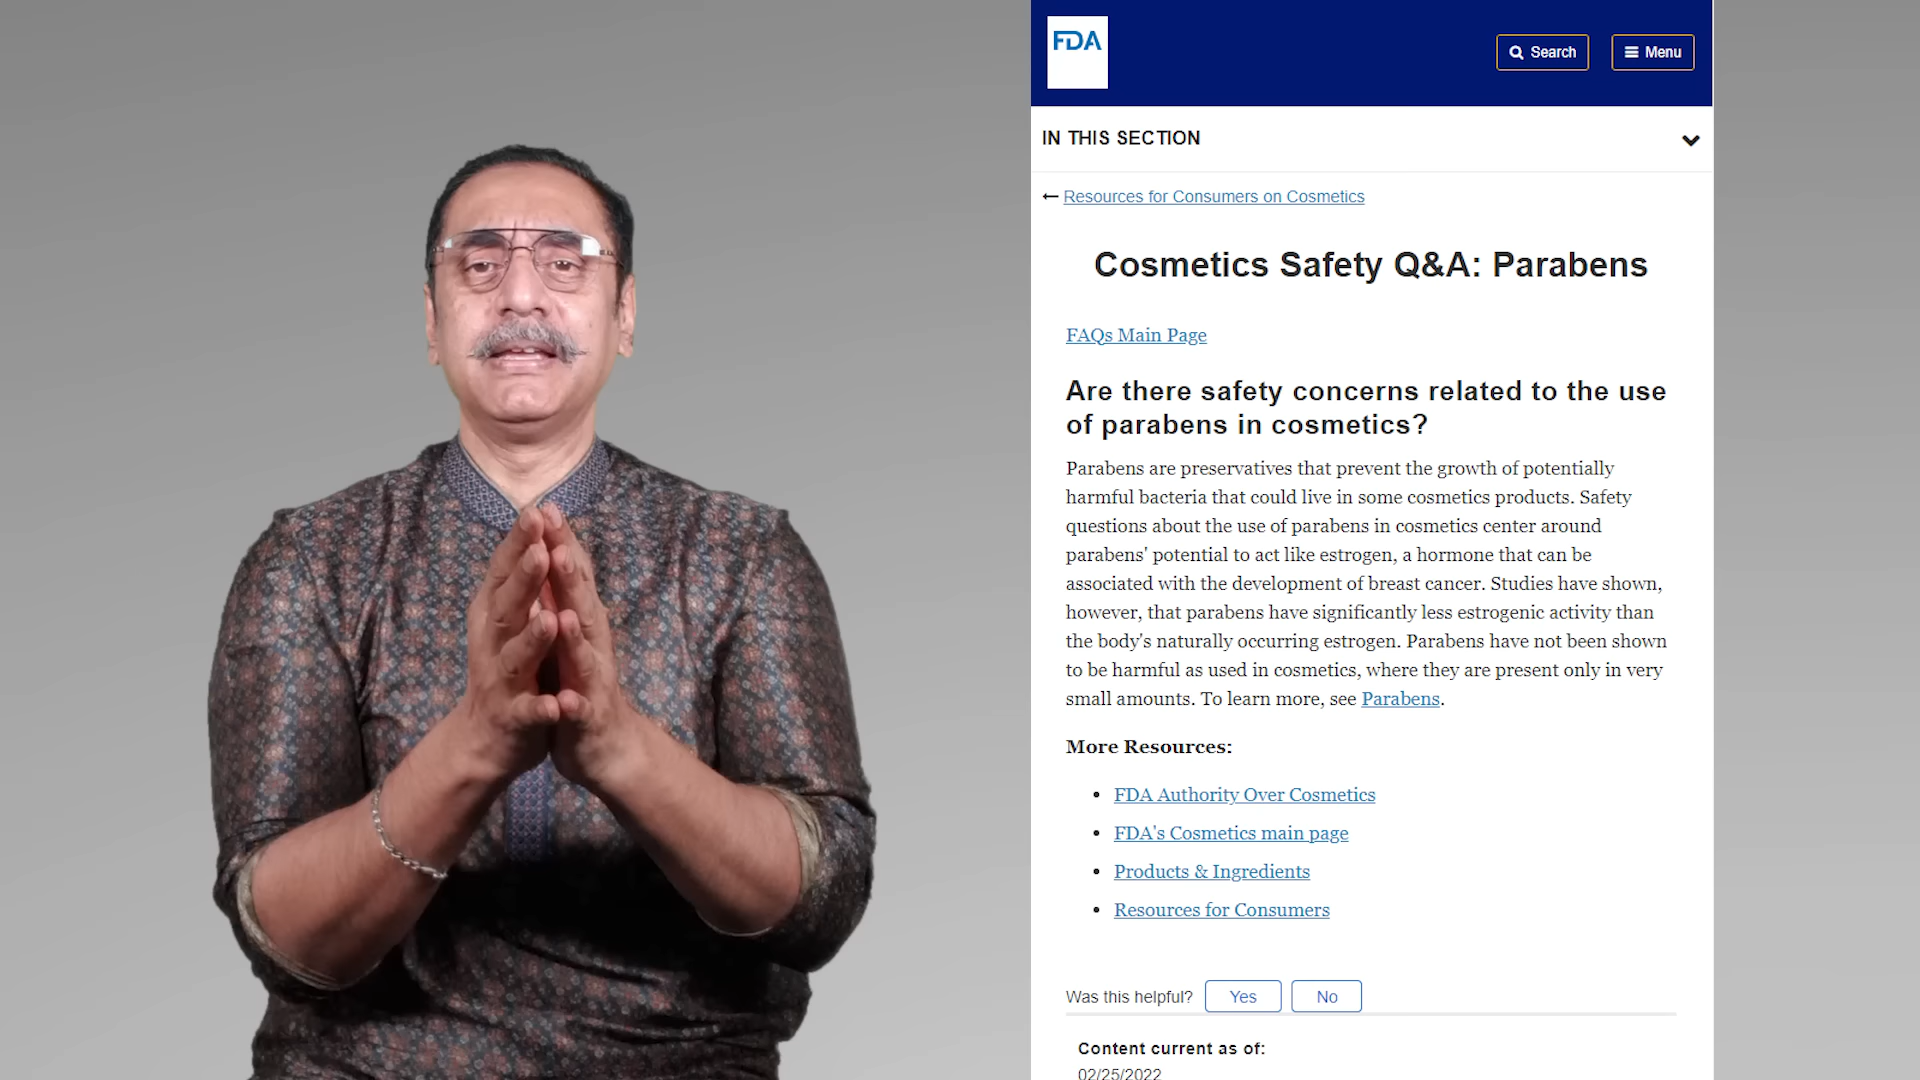 FDA
Search
Menu
IN THIS SECTION
Resources for Consumers on Cosmetics
Cosmetics Safety Q&A: Parabens
FAQs Main Page
Are there safety concerns related to the use
of parabens in cosmetics?
Parabens are preservatives that prevent the growth of potentially
harmful bacteria that could live in some cosmetics products. Safety
questions about the use of parabens in cosmetics center around
parabens' potential to act like estrogen, a hormone that can be
associated with the development of breast cancer. Studies have shown,
however, that parabens have significantly less estrogenic activity than
the body's naturally occurring estrogen. Parabens have not been shown
to be harmful as used in cosmetics, where they are present only in very
small amounts. To learn more, see Parabens.
More Resources:
• FDA Authority Over Cosmetics
• FDA's Cosmetics main page
• Products & Ingredients
• Resources for Consumers
Was this helpful? Yes No
Content current as of:
02/25/2022